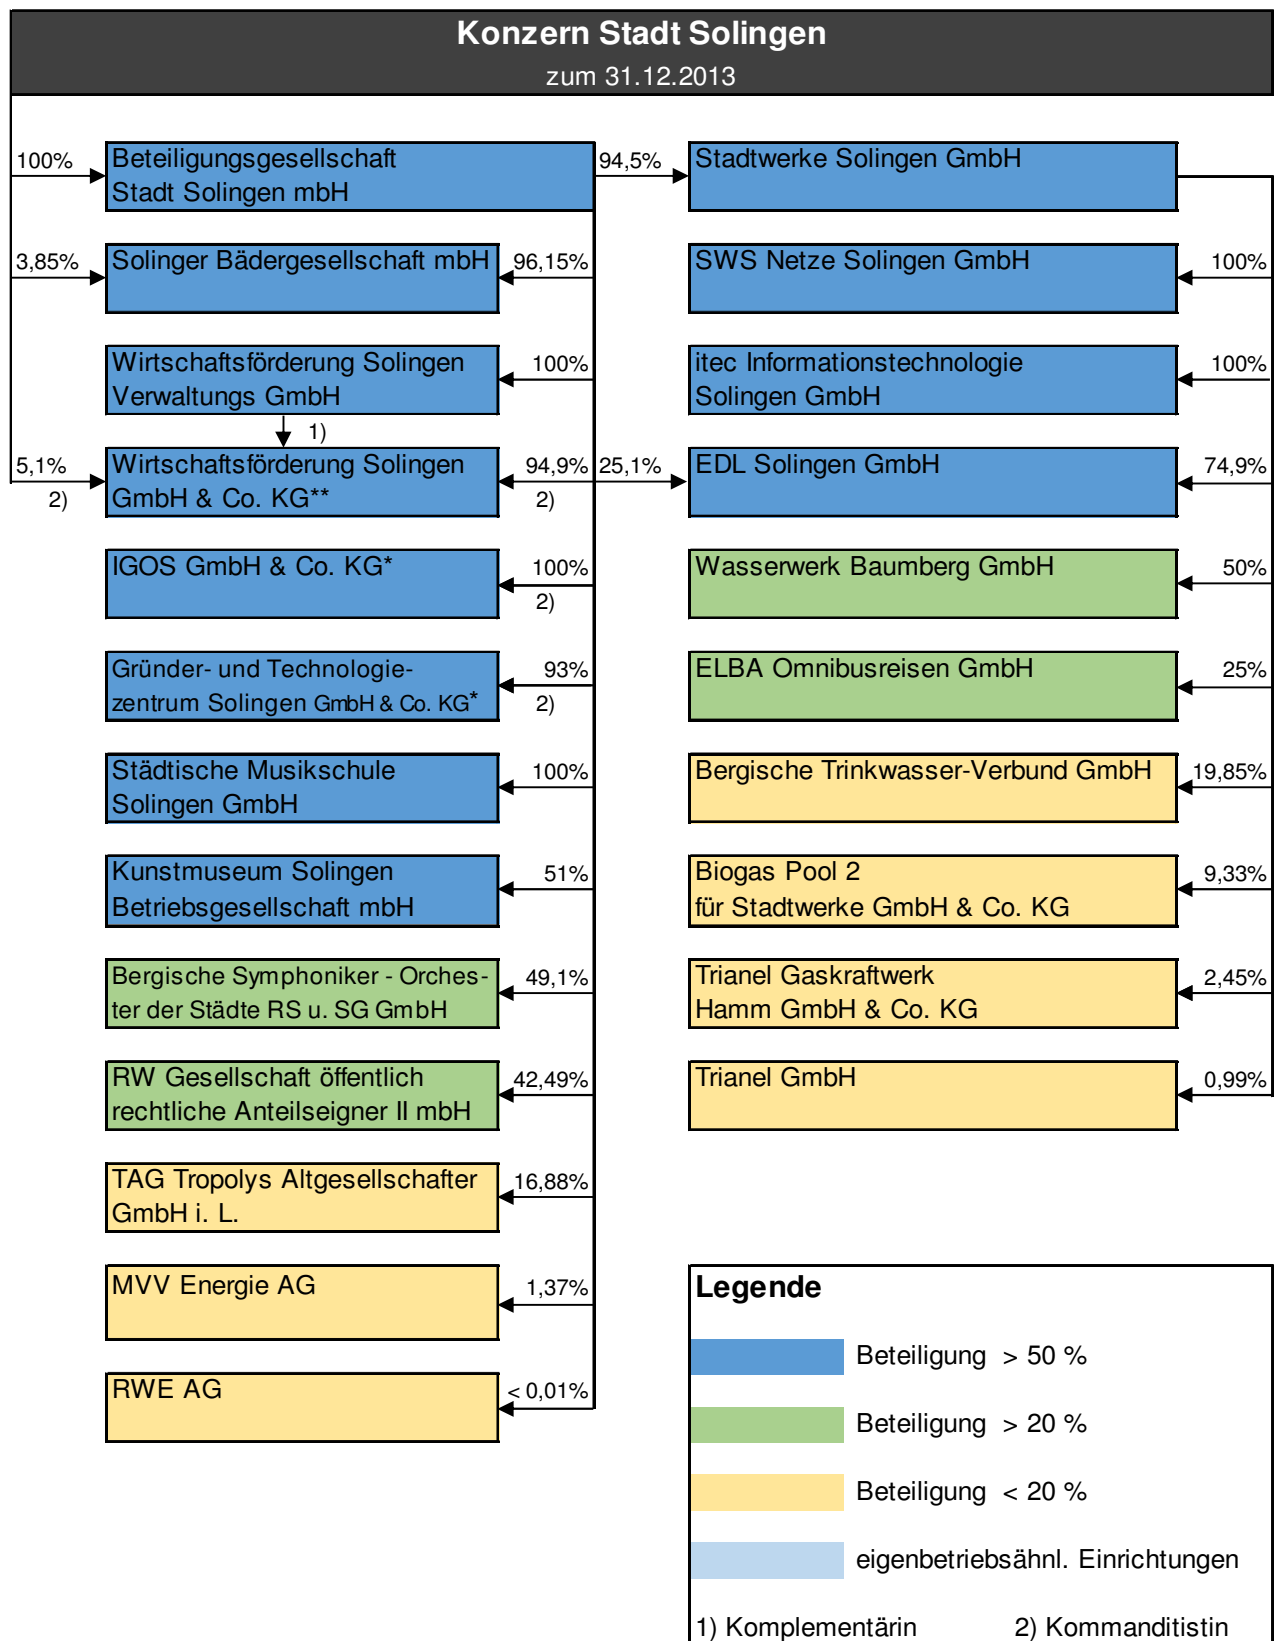 Konzern Stadt Solingen
zum 31.12.2013
100%
Beteiligungsgesellschaft
Stadt Solingen mbH
94,5%
Stadtwerke Solingen GmbH
3,85%
Solinger Bädergesellschaft mbH
96,15%
SWS Netze Solingen GmbH
100%
Wirtschaftsförderung Solingen
Verwaltungs GmbH
100%
itec Informationstechnologie
Solingen GmbH
100%
1)
5,1%
2)
Wirtschaftsförderung Solingen
GmbH & Co. KG**
94,9%
2)
25,1%
EDL Solingen GmbH
74,9%
IGOS GmbH & Co. KG*
100%
2)
Wasserwerk Baumberg GmbH
50%
Gründer- und Technologie-
zentrum Solingen GmbH & Co. KG*
93%
2)
ELBA Omnibusreisen GmbH
25%
Städtische Musikschule
Solingen GmbH
100%
Bergische Trinkwasser-Verbund GmbH
19,85%
Kunstmuseum Solingen
Betriebsgesellschaft mbH
51%
Biogas Pool 2
für Stadtwerke GmbH & Co. KG
9,33%
Bergische Symphoniker - Orches-
ter der Städte RS u. SG GmbH
49,1%
Trianel Gaskraftwerk
Hamm GmbH & Co. KG
2,45%
RW Gesellschaft öffentlich
rechtliche Anteilseigner II mbH
42,49%
Trianel GmbH
0,99%
TAG Tropolys Altgesellschafter
GmbH i. L.
16,88%
MVV Energie AG
1,37%
RWE AG
< 0,01%
Legende
Beteiligung > 50 %
Beteiligung > 20 %
Beteiligung < 20 %
eigenbetriebsähnl. Einrichtungen
1) Komplementärin 2) Kommanditistin